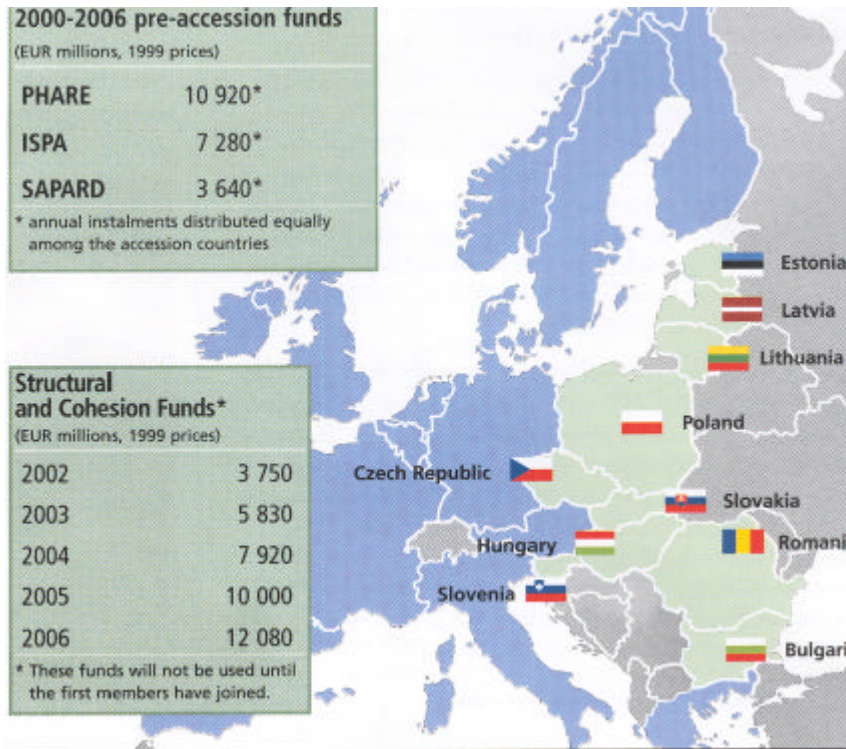 2000-2006 pre-accession funds
(EUR millions, 1999 prices)
PHARE 10 920*
ISPA 7 280*
SAPARD 3 640*
* annual instalments distributed equally
among the accession countries
Estonia
Latvia
Lithuania
Structural
and Cohesion Funds*
(EUR millions, 1999 prices)
2002 3 750
2003 5 830
2004 7 920
2005 10 000
2006 12 080
* These funds will not be used until
the first members have joined.
Poland
Czech Republic
Slovakia
Hungary
Romani
Slovenia
Bulgari